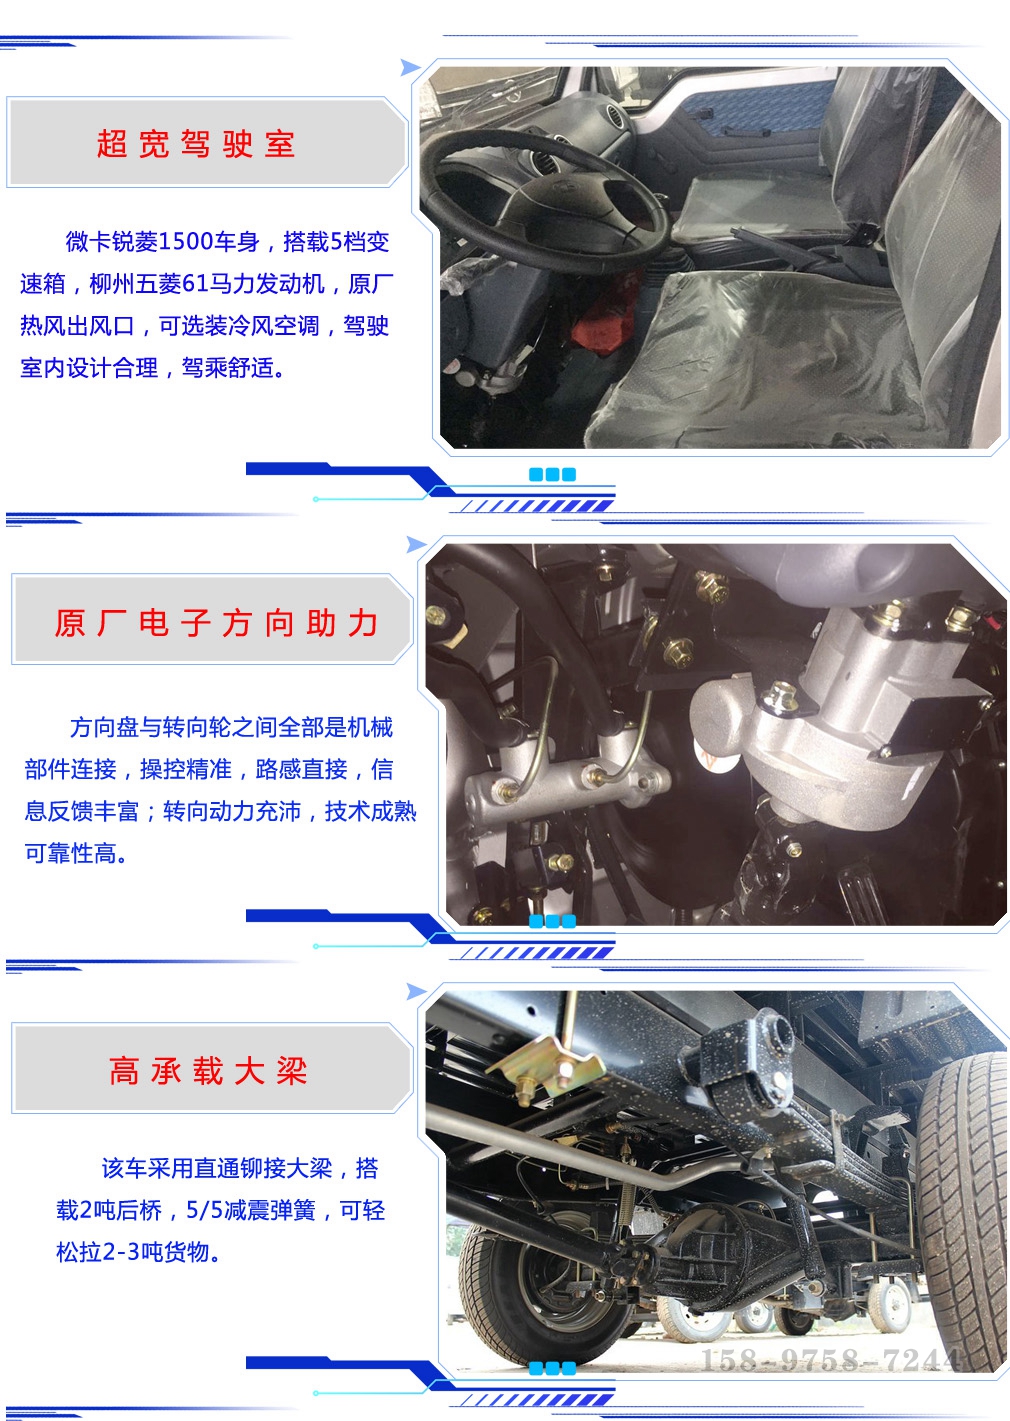 超宽驾驶室
微卡锐菱1500车身，搭载5档变
速箱，柳州五菱61马力发动机，原厂
热风出风口，可选装冷风空调，驾驶
室内设计合理，驾乘舒适。
原厂电子方向助力
方向盘与转向轮之间全部是机械
部件连接，操控精准，路感直接，信
息反馈丰富；转向动力充沛，技术成熟
可靠性高。
高承载大梁
该车采用直通铆接大梁，搭
载2吨后桥，5/5减震弹簧，可轻
松拉2-3吨货物。
158-9758-7244